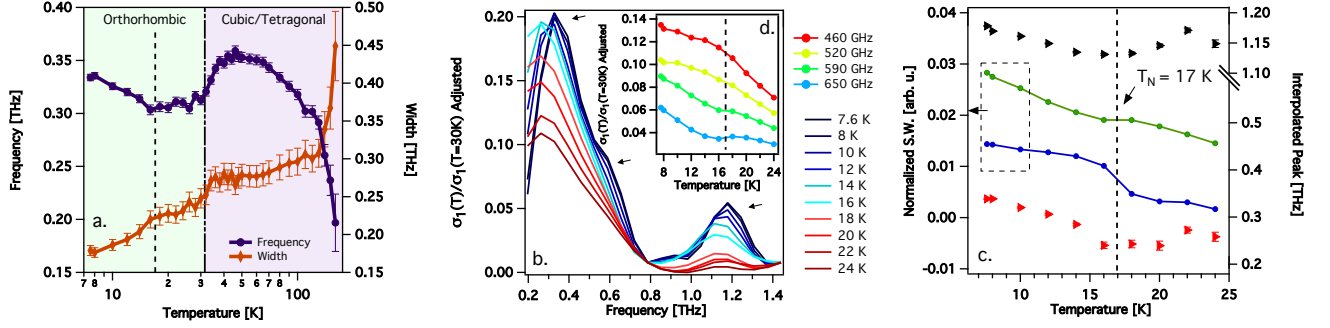 Orthorhombic
Cubic/Tetragonal
0.40
0.35
0.30
0.25
0.20
0.15
Frequency [THz]
0.50
0.45
0.40
0.35
0.30
0.25
0.20
0.15
Width [THz]
a.
Frequency
Width
7 8 10 2 3 4 5 6 7 8 100
Temperature [K]
0.20
0.15
0.10
0.05
0.00
σ1(T)/σ1(T=30K) Adjusted
b.
0.2 0.4 0.6 0.8 1.0 1.2 1.4
Frequency [THz]
d.
0.14
0.12
0.10
0.08
0.06
0.04
σ1(T)/σ1(T=30K) Adjusted
8 12 16 20 24
Temperature [K]
460 GHz
520 GHz
590 GHz
650 GHz
7.6 K
8 K
10 K
12 K
14 K
16 K
18 K
20 K
22 K
24 K
0.04
0.03
0.02
0.01
0.00
-0.01
Normalized S.W. [arb. u.]
TN = 17 K
c.
1.20
1.15
1.10
0.5
0.4
0.3
0.2
Interpolated Peak [THz]
10 15 20 25
Temperature [K]